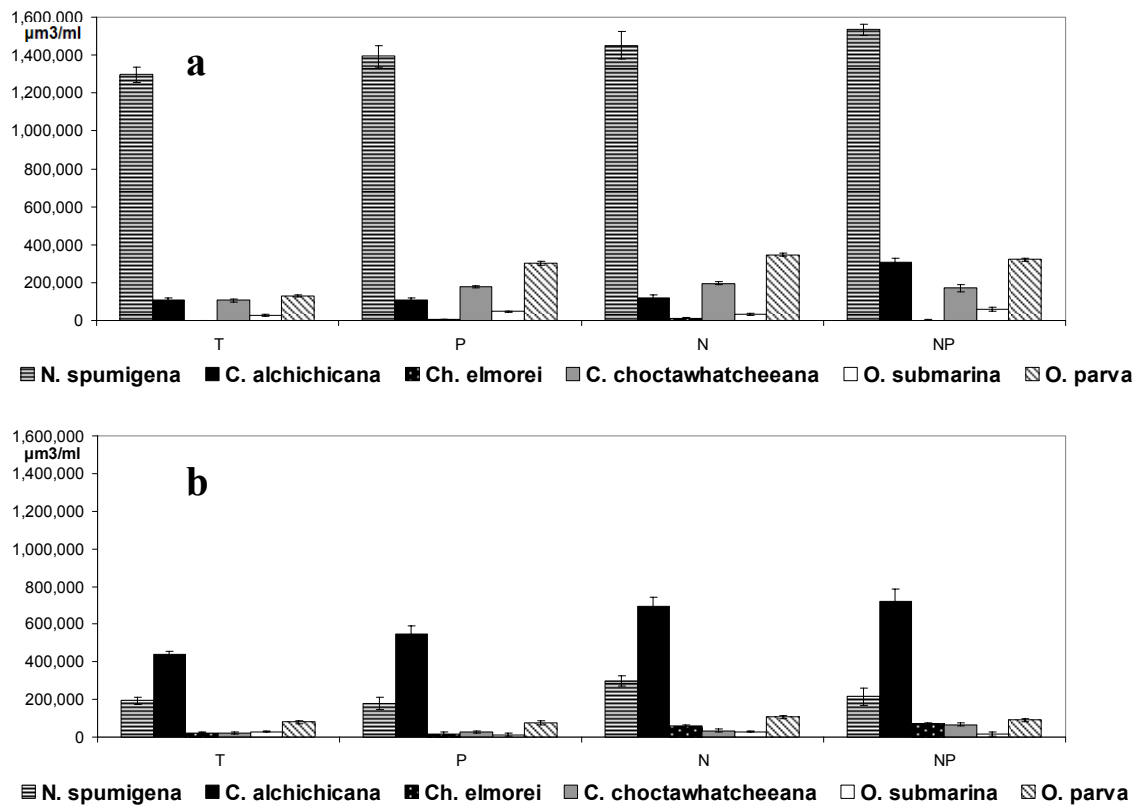 1,600,000
µm3/ml
1,400,000
1,200,000
1,000,000
800,000
600,000
400,000
200,000
0
a
T P N NP
N. spumigena C. alchichicana Ch. elmorei C. choctawhatcheeana O. submarina O. parva
1,600,000
µm3/ml
1,400,000
1,200,000
1,000,000
800,000
600,000
400,000
200,000
0
b
T P N NP
N. spumigena C. alchichicana Ch. elmorei C. choctawhatcheeana O. submarina O. parva